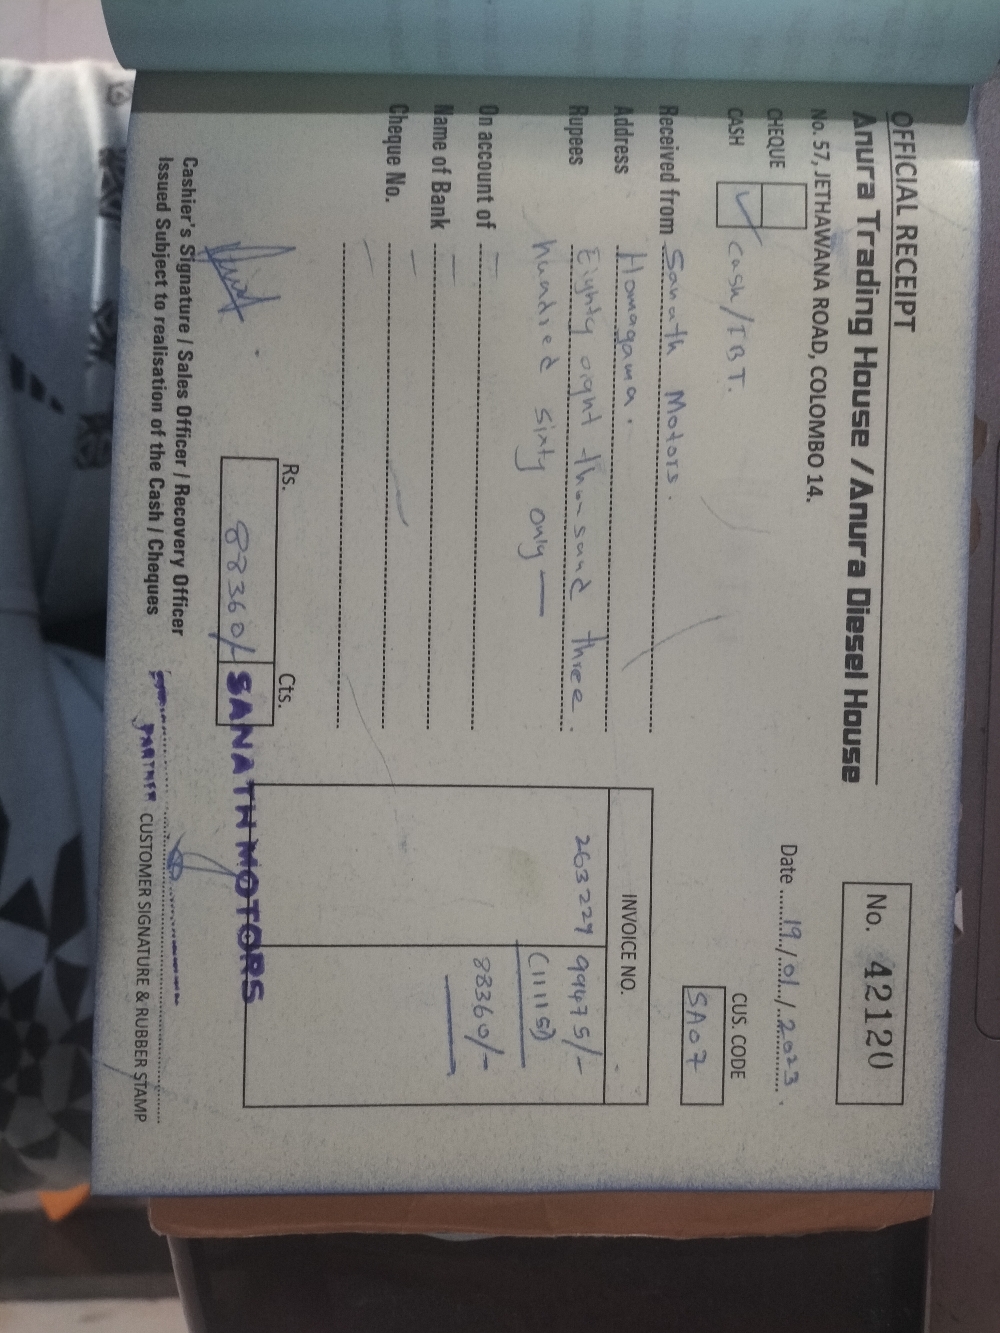 OFFICIAL RECEIPT
Anura Trading House / Anura Diesel House
No. 57, JETHAWANA ROAD, COLOMBO 14.
No. 42120
Date 19/01/2023
CHEQUE
CASH ✓ cash/TBT.
CUS. CODE
SA07
Received from Sanath Motors.
Address Homagama.
Rupees Eighty eight thousand three
hundred sixty only —
On account of —
Name of Bank —
Cheque No. —
INVOICE NO.
263229 99475/-
(11115)
88360/-
Rs. Cts.
88360/-
SANATH MOTORS
PARTNER
Cashier's Signature / Sales Officer / Recovery Officer
Issued Subject to realisation of the Cash / Cheques
CUSTOMER SIGNATURE & RUBBER STAMP